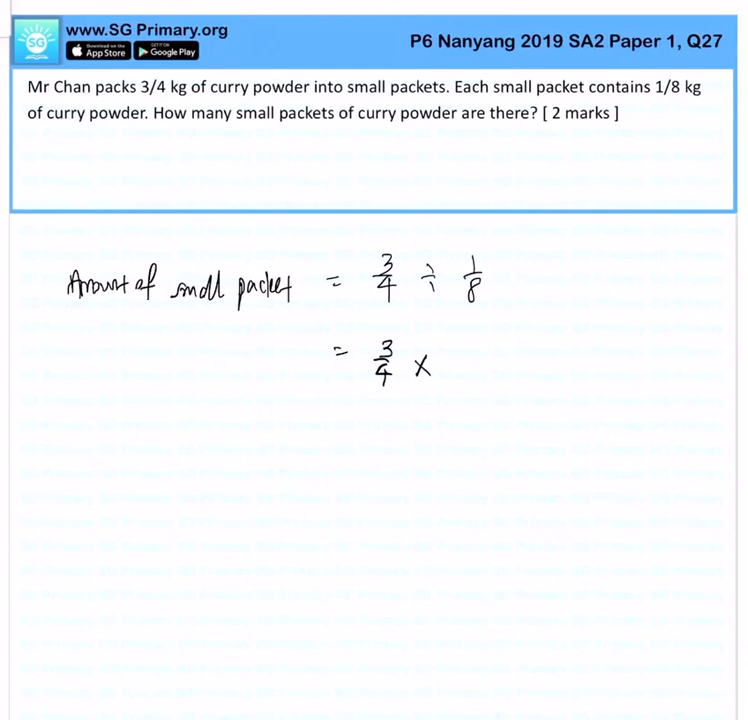 www.SG Primary.org
SG
Download on the App Store
GET IT ON Google Play
P6 Nanyang 2019 SA2 Paper 1, Q27
Mr Chan packs 3/4 kg of curry powder into small packets. Each small packet contains 1/8 kg
of curry powder. How many small packets of curry powder are there? [ 2 marks ]
Amount of small packet = 3/4 ÷ 1/8
= 3/4 ×